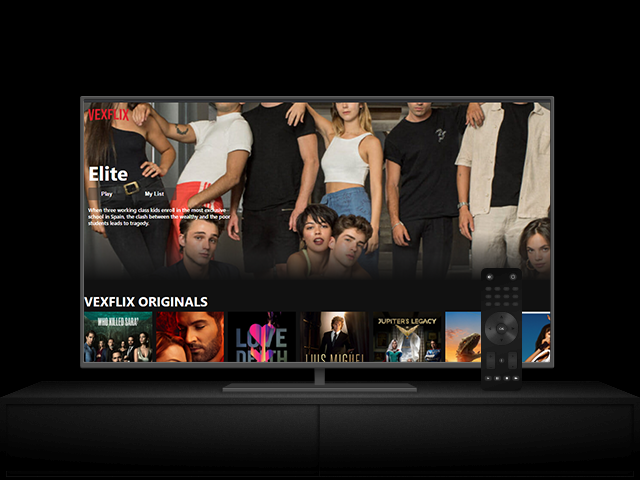 VEXFLIX
Elite
Play My List
When three working class kids enroll in the most exclusive
school in Spain, the clash between the wealthy and the poor
students leads to tragedy.
VEXFLIX ORIGINALS
WHO KILLED SARA?
LOVE
DEATH
LUIS MIGUEL
JUPITER'S LEGACY